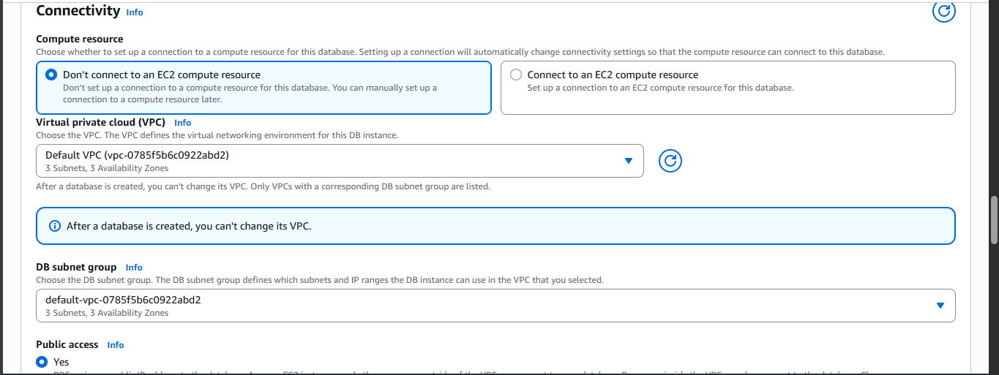 Connectivity Info
Compute resource
Choose whether to set up a connection to a compute resource for this database. Setting up a connection will automatically change connectivity settings so that the compute resource can connect to this database.
Don't connect to an EC2 compute resource
Don't set up a connection to a compute resource for this database. You can manually set up a
connection to a compute resource later.
Connect to an EC2 compute resource
Set up a connection to an EC2 compute resource for this database.
Virtual private cloud (VPC) Info
Choose the VPC. The VPC defines the virtual networking environment for this DB instance.
Default VPC (vpc-0785f5b6c0922abd2)
3 Subnets, 3 Availability Zones
After a database is created, you can't change its VPC. Only VPCs with a corresponding DB subnet group are listed.
After a database is created, you can't change its VPC.
DB subnet group Info
Choose the DB subnet group. The DB subnet group defines which subnets and IP ranges the DB instance can use in the VPC that you selected.
default-vpc-0785f5b6c0922abd2
3 Subnets, 3 Availability Zones
Public access Info
Yes